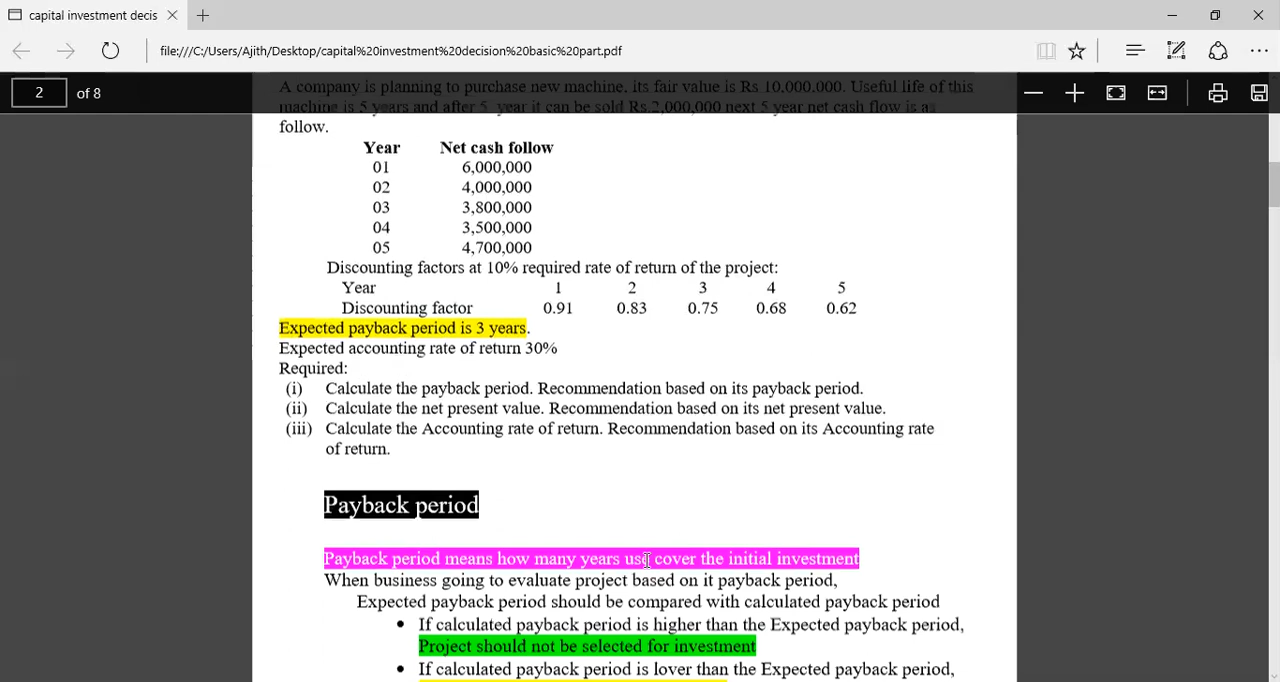 capital investment decis
file:///C:/Users/Ajith/Desktop/capital%20investment%20decision%20basic%20part.pdf
2 of 8
A company is planning to purchase new machine. Its fair value is Rs 10,000,000. Useful life of this
machine is 5 years and after 5 year it can be sold Rs.2,000,000 next 5 year net cash flow is as
follow.
Year Net cash follow
01 6,000,000
02 4,000,000
03 3,800,000
04 3,500,000
05 4,700,000
Discounting factors at 10% required rate of return of the project:
Year 1 2 3 4 5
Discounting factor 0.91 0.83 0.75 0.68 0.62
Expected payback period is 3 years.
Expected accounting rate of return 30%
Required:
(i) Calculate the payback period. Recommendation based on its payback period.
(ii) Calculate the net present value. Recommendation based on its net present value.
(iii) Calculate the Accounting rate of return. Recommendation based on its Accounting rate
of return.
Payback period
Payback period means how many years use cover the initial investment
When business going to evaluate project based on it payback period,
Expected payback period should be compared with calculated payback period
• If calculated payback period is higher than the Expected payback period,
Project should not be selected for investment
• If calculated payback period is lover than the Expected payback period,